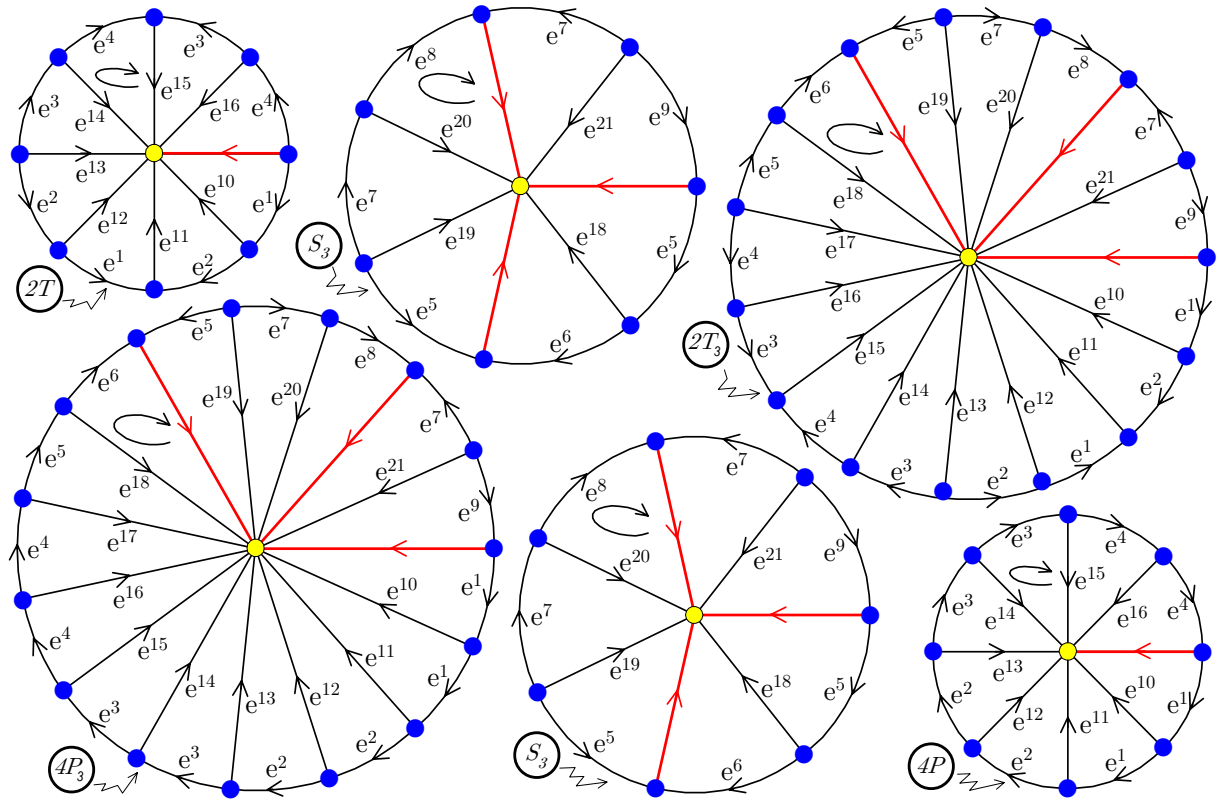 e⁴ e³ e¹⁵ e¹⁴ e¹⁶ e³ e⁴ e¹³ e² e¹² e¹⁰ e¹ e¹¹ e¹ e² 2T
e⁷ e⁸ e²⁰ e²¹ e⁹ e⁷ e¹⁹ e¹⁸ e⁵ e⁵ e⁶ S₃
e⁵ e⁷ e⁶ e⁸ e¹⁹ e²⁰ e⁷ e⁵ e¹⁸ e²¹ e⁹ e¹⁷ e⁴ e¹⁶ e¹⁰ e¹ e³ e¹⁵ e¹¹ e² e¹⁴ e¹³ e¹² e⁴ e³ e² e¹ 2T₃
e⁵ e⁷ e⁶ e⁸ e¹⁹ e²⁰ e⁷ e⁵ e¹⁸ e²¹ e⁹ e¹⁷ e⁴ e¹⁶ e¹⁰ e¹ e⁴ e¹⁵ e¹¹ e¹ e¹⁴ e¹³ e¹² e³ e³ e² e² 4P₃
e⁷ e⁸ e²⁰ e²¹ e⁹ e⁷ e¹⁹ e¹⁸ e⁵ e⁵ e⁶ S₃
e³ e⁴ e¹⁵ e¹⁴ e¹⁶ e³ e⁴ e¹³ e² e¹² e¹⁰ e¹ e¹¹ e² e¹ 4P